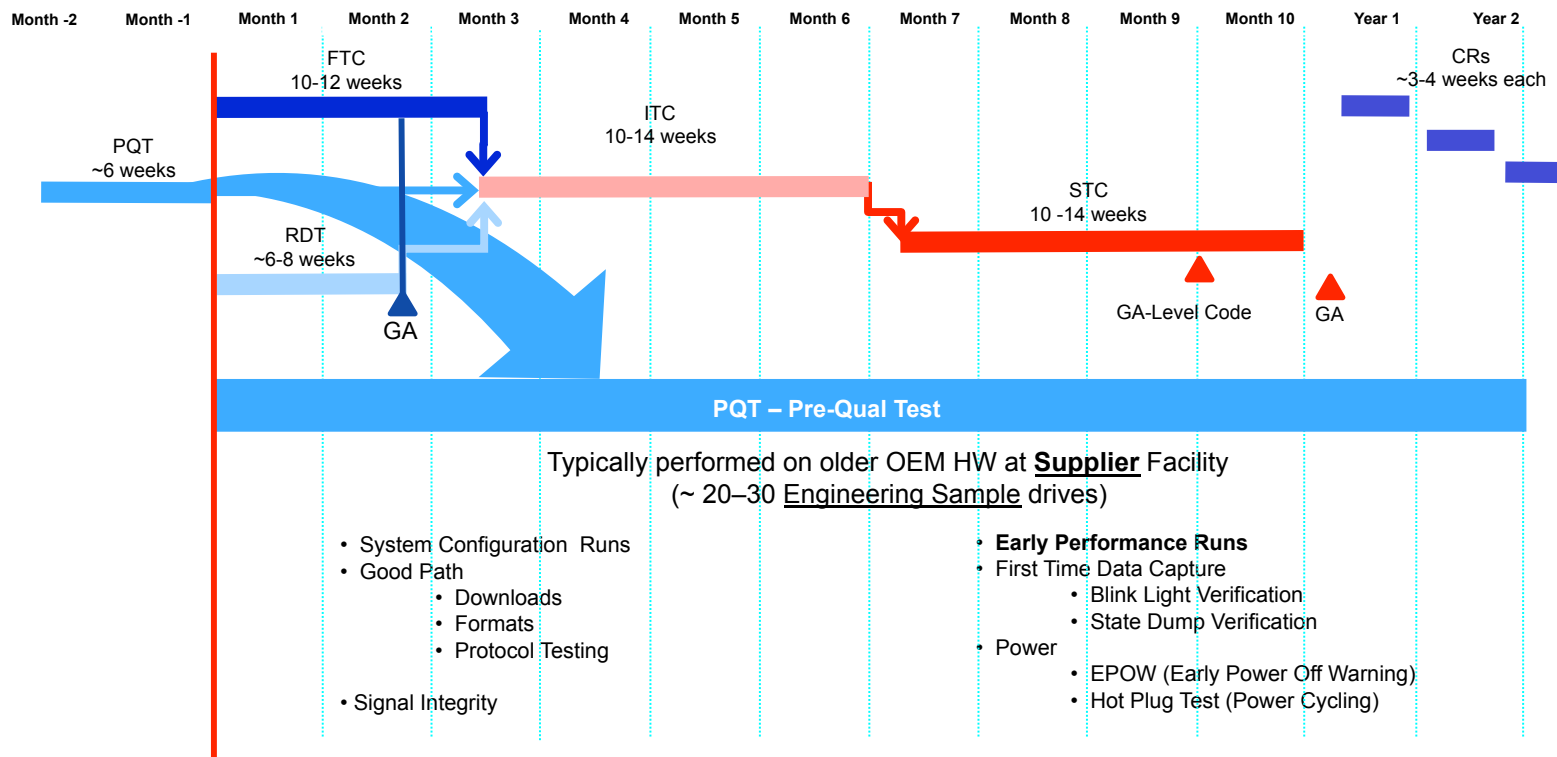 Month -2 Month -1 Month 1 Month 2 Month 3 Month 4 Month 5 Month 6 Month 7 Month 8 Month 9 Month 10 Year 1 Year 2
FTC
10-12 weeks
CRs
~3-4 weeks each
ITC
10-14 weeks
PQT
~6 weeks
STC
10 -14 weeks
RDT
~6-8 weeks
GA
GA-Level Code
GA
PQT – Pre-Qual Test
Typically performed on older OEM HW at Supplier Facility
(~ 20–30 Engineering Sample drives)
• System Configuration Runs
• Good Path
• Downloads
• Formats
• Protocol Testing
• Signal Integrity
• Early Performance Runs
• First Time Data Capture
• Blink Light Verification
• State Dump Verification
• Power
• EPOW (Early Power Off Warning)
• Hot Plug Test (Power Cycling)